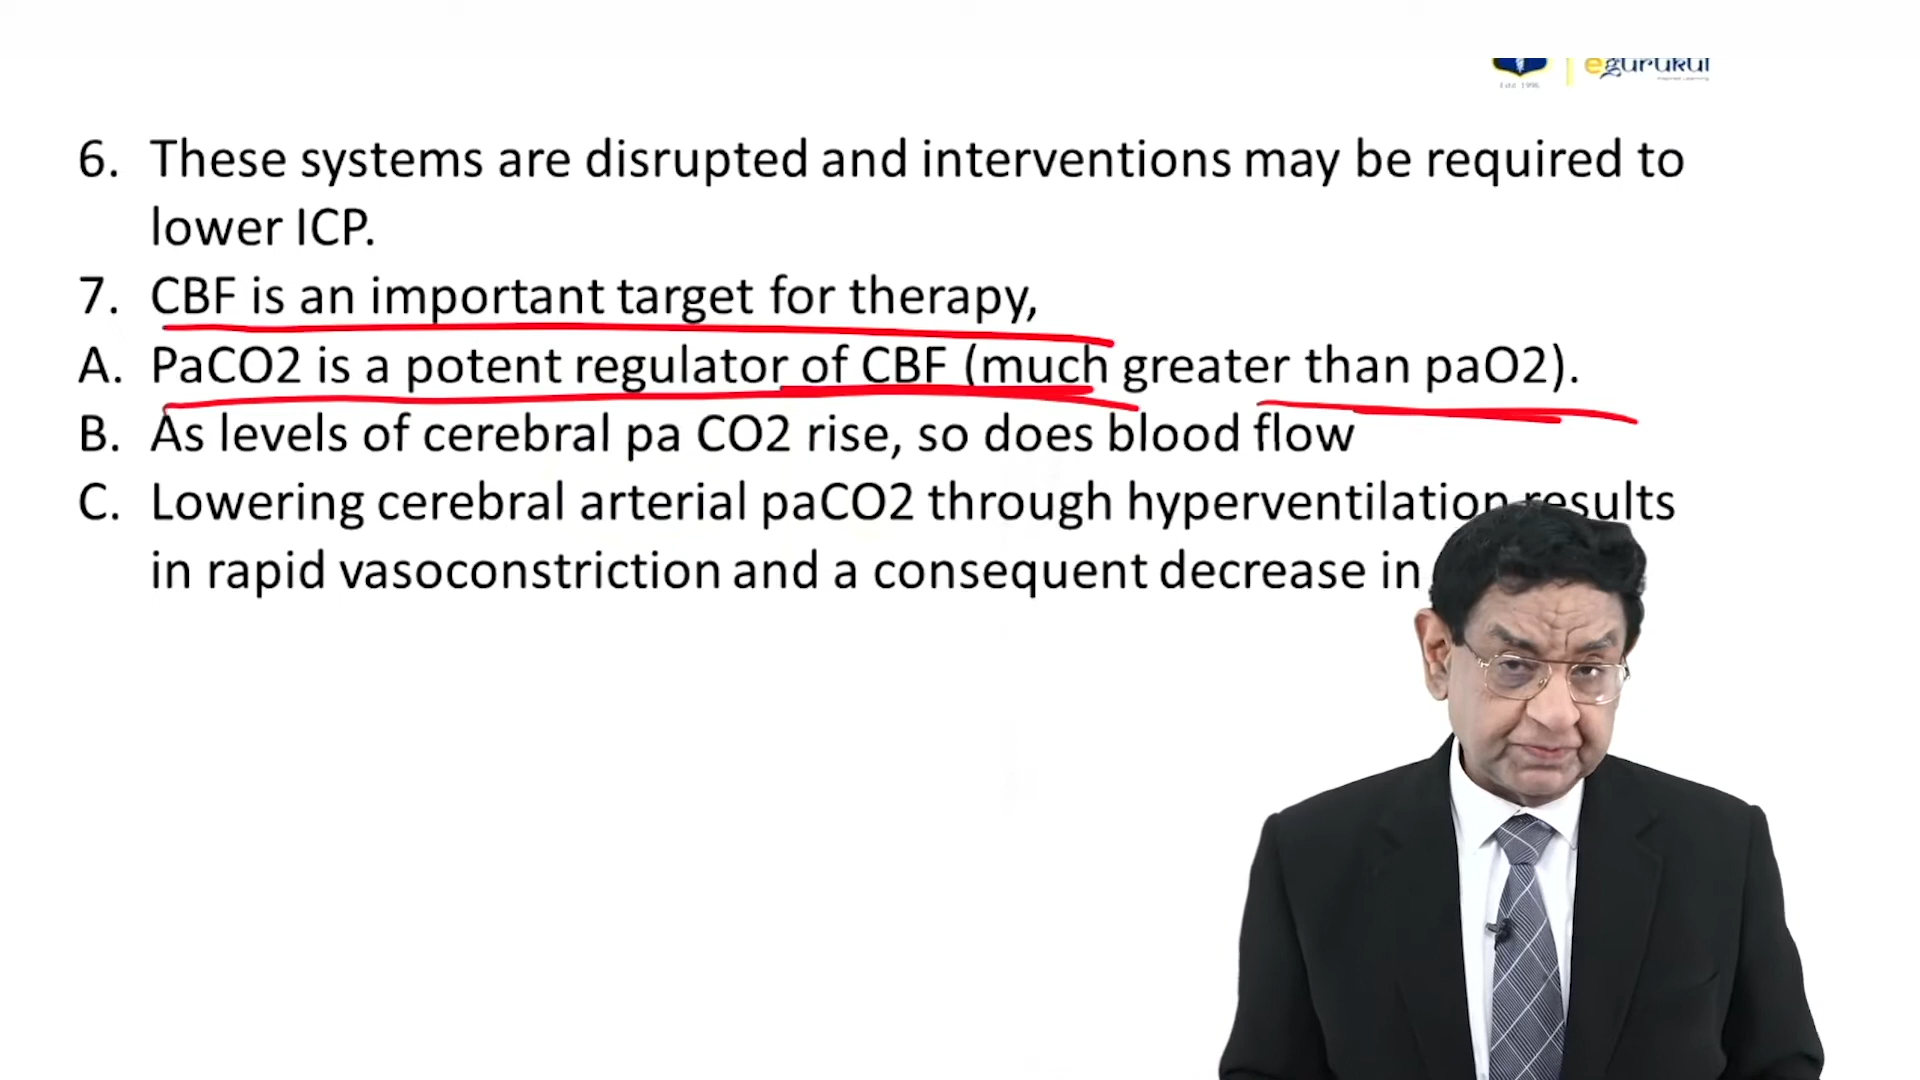 Estd. 1996
egurukul
6. These systems are disrupted and interventions may be required to
lower ICP.
7. CBF is an important target for therapy,
A. PaCO2 is a potent regulator of CBF (much greater than paO2).
B. As levels of cerebral pa CO2 rise, so does blood flow
C. Lowering cerebral arterial paCO2 through hyperventilation results
in rapid vasoconstriction and a consequent decrease in